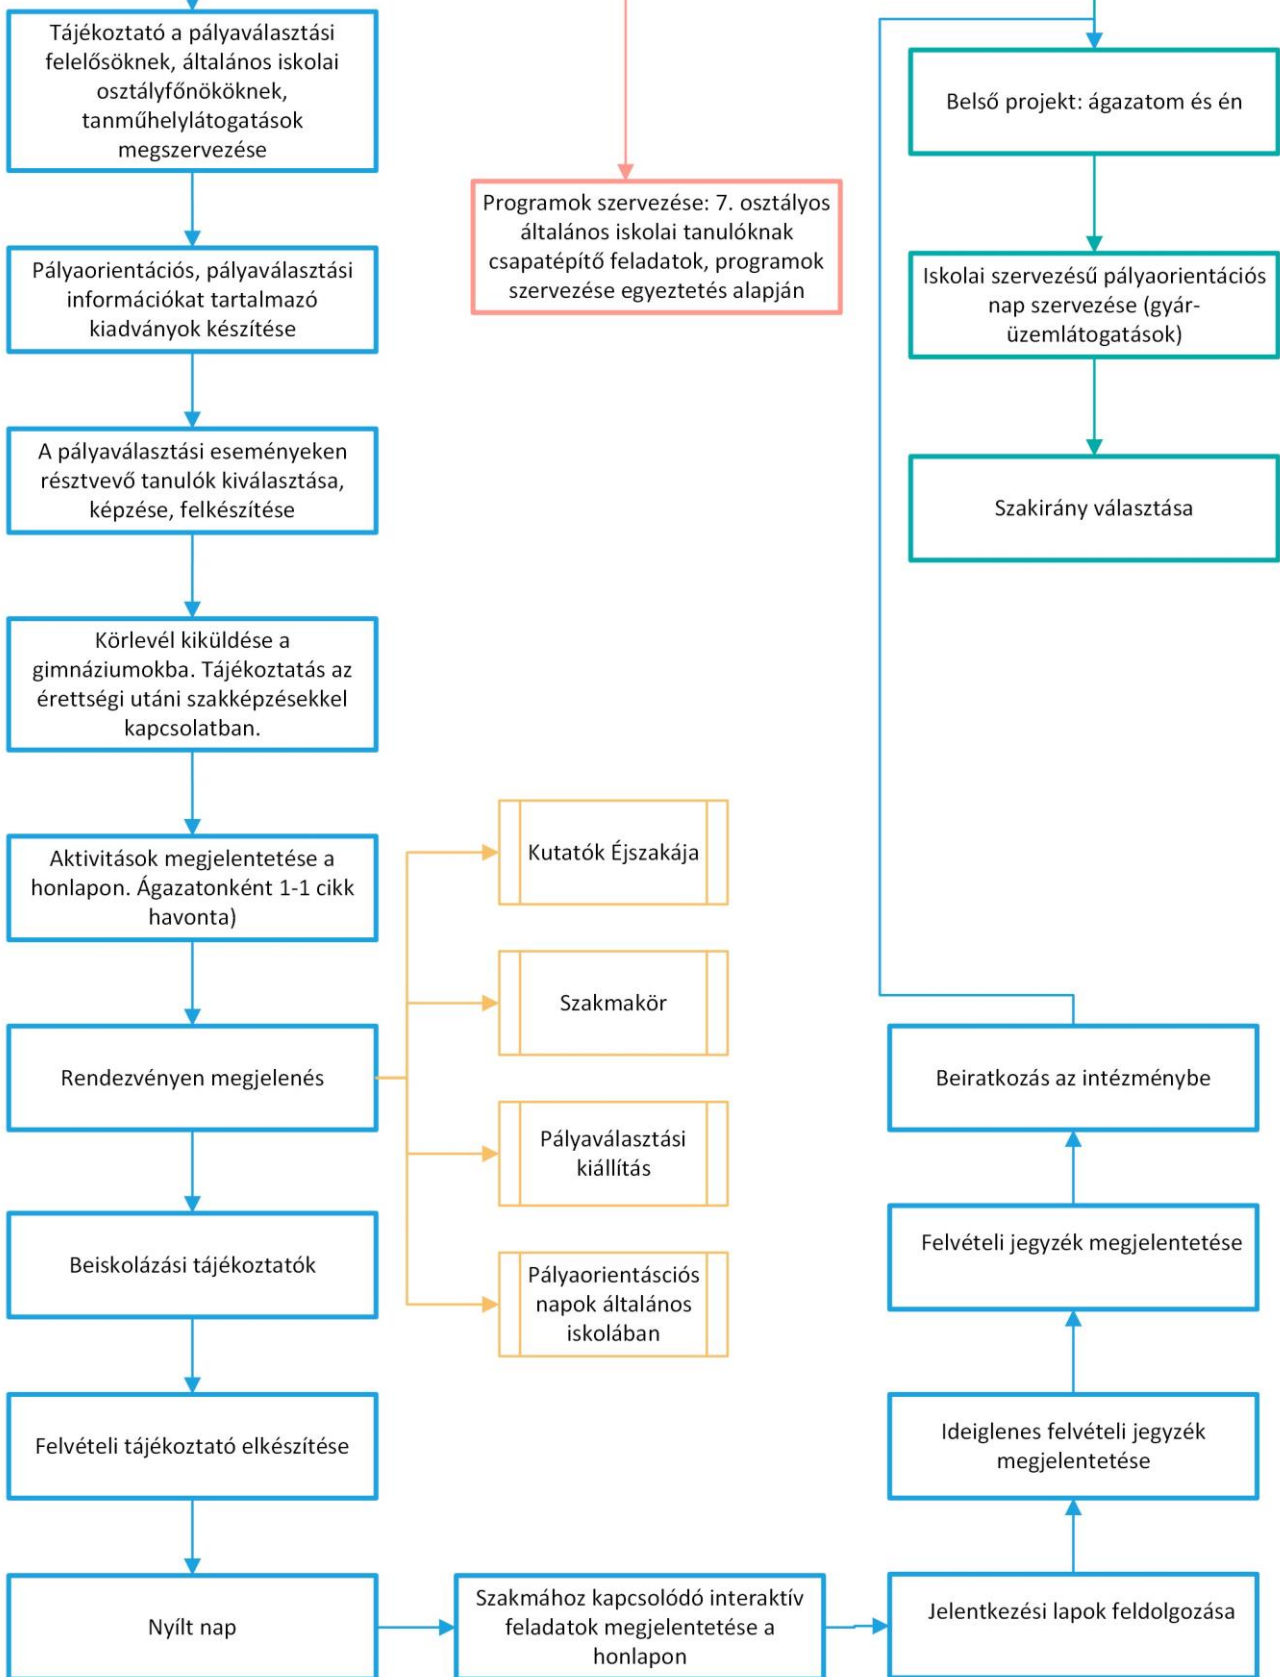 Tájékoztató a pályaválasztási
felelősöknek, általános iskolai
osztályfőnököknek,
tanműhelylátogatások
megszervezése
Pályaorientációs, pályaválasztási
információkat tartalmazó
kiadványok készítése
A pályaválasztási eseményeken
résztvevő tanulók kiválasztása,
képzése, felkészítése
Körlevél kiküldése a
gimnáziumokba. Tájékoztatás az
érettségi utáni szakképzésekkel
kapcsolatban.
Aktivitások megjelentetése a
honlapon. Ágazatonként 1-1 cikk
havonta)
Rendezvényen megjelenés
Beiskolázási tájékoztatók
Felvételi tájékoztató elkészítése
Nyílt nap
Programok szervezése: 7. osztályos
általános iskolai tanulóknak
csapatépítő feladatok, programok
szervezése egyeztetés alapján
Kutatók Éjszakája
Szakmakör
Pályaválasztási
kiállítás
Pályaorientásciós
napok általános
iskolában
Szakmához kapcsolódó interaktív
feladatok megjelentetése a
honlapon
Jelentkezési lapok feldolgozása
Ideiglenes felvételi jegyzék
megjelentetése
Felvételi jegyzék megjelentetése
Beiratkozás az intézménybe
Belső projekt: ágazatom és én
Iskolai szervezésű pályaorientációs
nap szervezése (gyár-
üzemlátogatások)
Szakirány választása